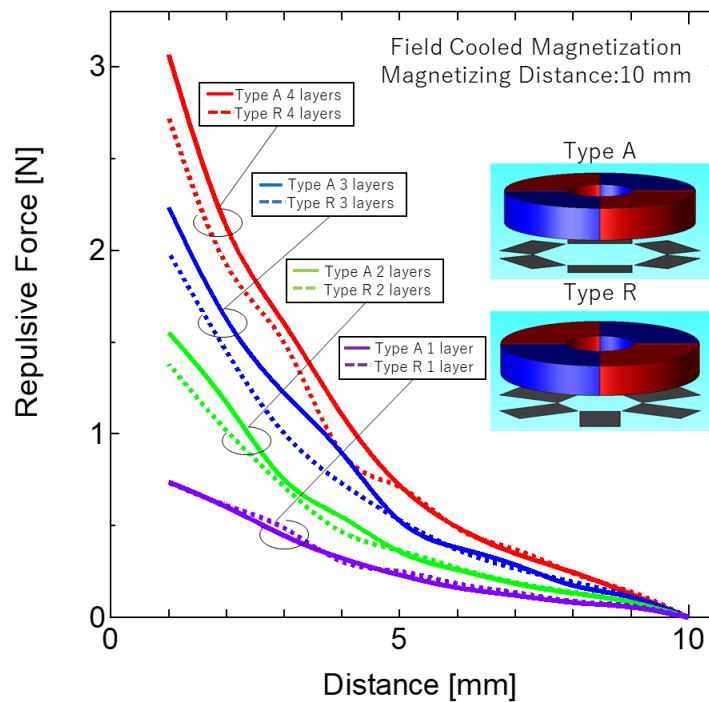 Field Cooled Magnetization
Magnetizing Distance:10 mm
Type A 4 layers
Type R 4 layers
Type A 3 layers
Type R 3 layers
Type A 2 layers
Type R 2 layers
Type A 1 layer
Type R 1 layer
Type A
Type R
Repulsive Force [N]
3
2
1
0
0
5
10
Distance [mm]